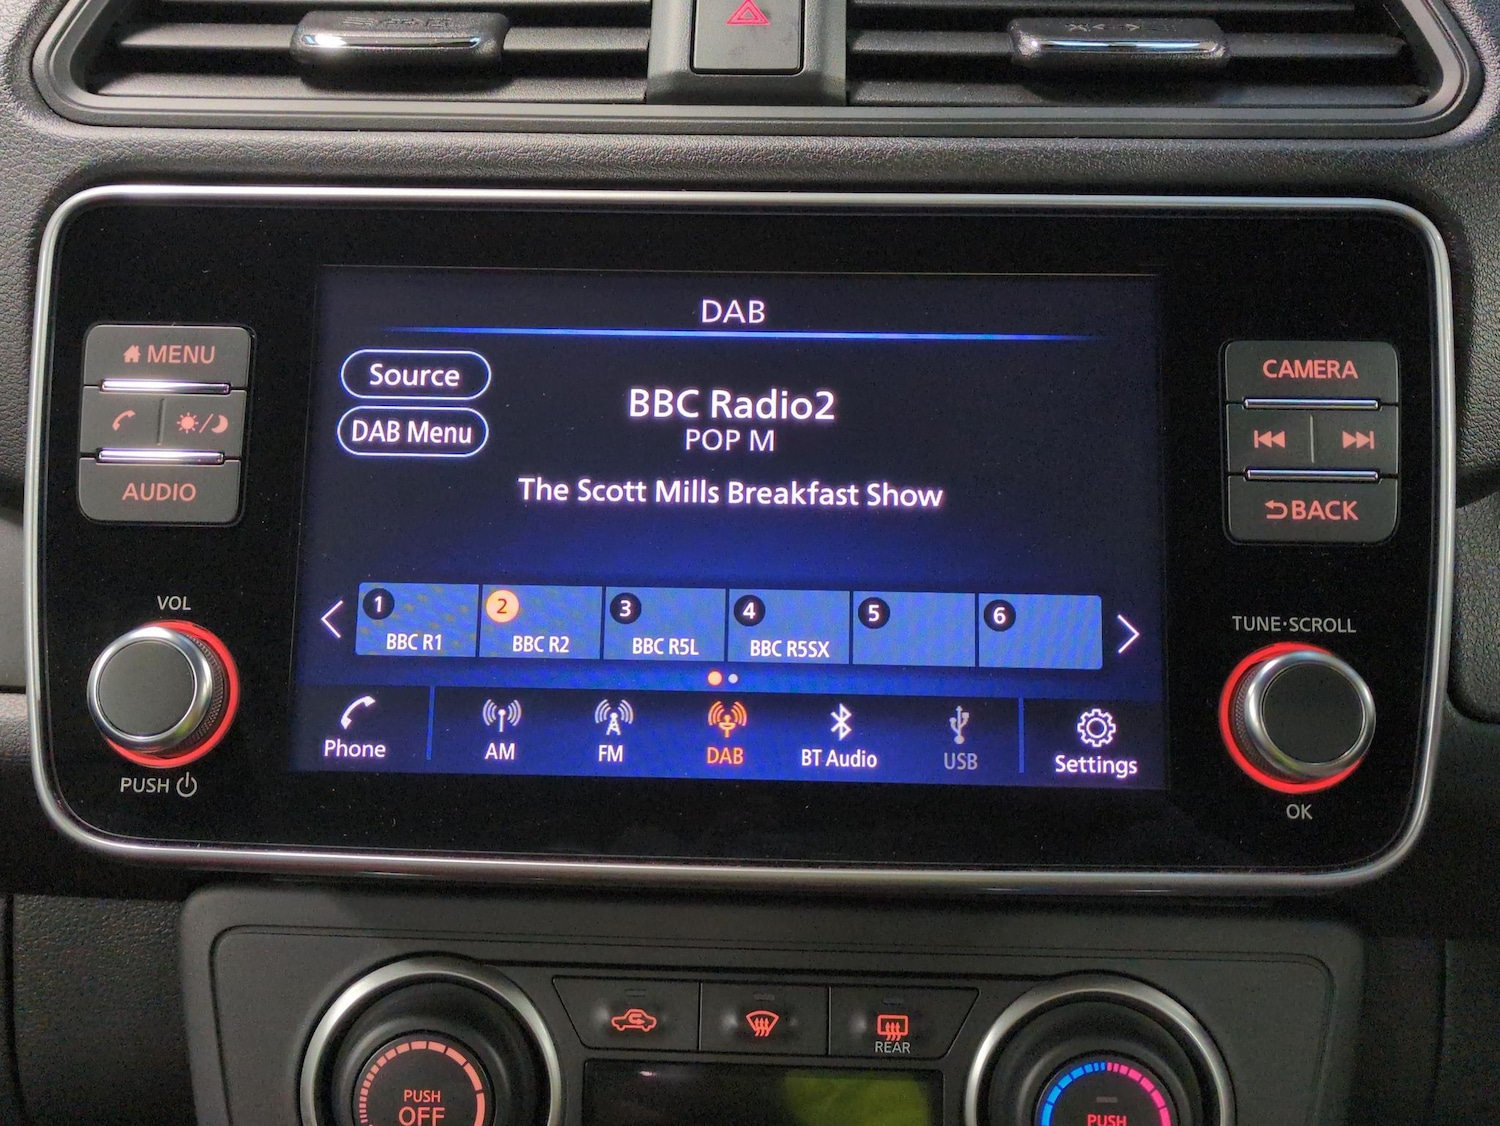 DAB
MENU
Source
BBC Radio2
CAMERA
DAB Menu
POP M
AUDIO
The Scott Mills Breakfast Show
BACK
VOL
1 2 3 4 5 6
BBC R1 BBC R2 BBC R5L BBC R5SX
TUNE·SCROLL
Phone AM FM DAB BT Audio USB Settings
PUSH
OK
REAR
PUSH
OFF
PUSH